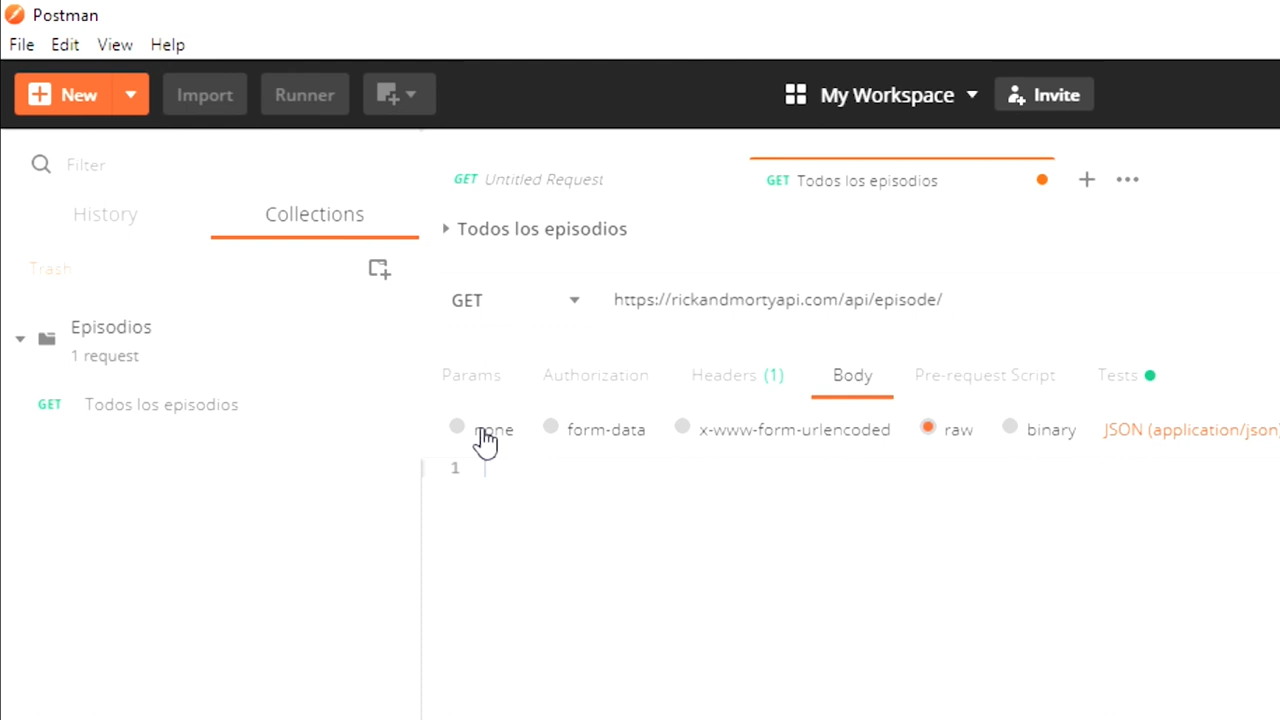 Postman
File Edit View Help
New Import Runner My Workspace Invite
Filter
History Collections
Trash
Episodios
1 request
GET Todos los episodios
GET Untitled Request GET Todos los episodios
Todos los episodios
GET https://rickandmortyapi.com/api/episode/
Params Authorization Headers (1) Body Pre-request Script Tests
none form-data x-www-form-urlencoded raw binary JSON (application/json)
1